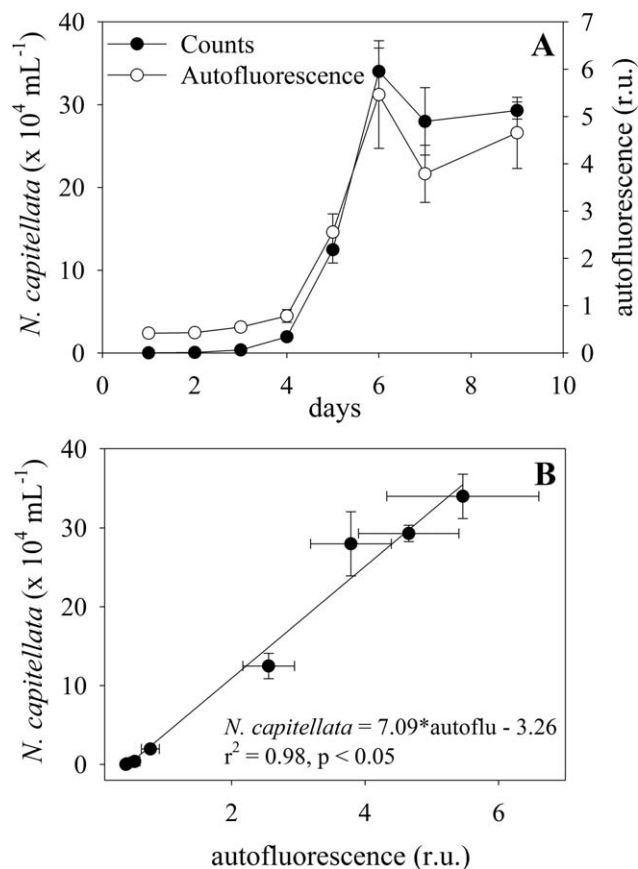 A
Counts
Autofluorescence
N. capitellata (x 10⁴ mL⁻¹)
40
30
20
10
0
autofluorescence (r.u.)
7
6
5
4
3
2
1
0
0 2 4 6 8 10
days
B
N. capitellata (x 10⁴ mL⁻¹)
40
30
20
10
0
N. capitellata = 7.09*autoflu - 3.26
r² = 0.98, p < 0.05
2 4 6
autofluorescence (r.u.)